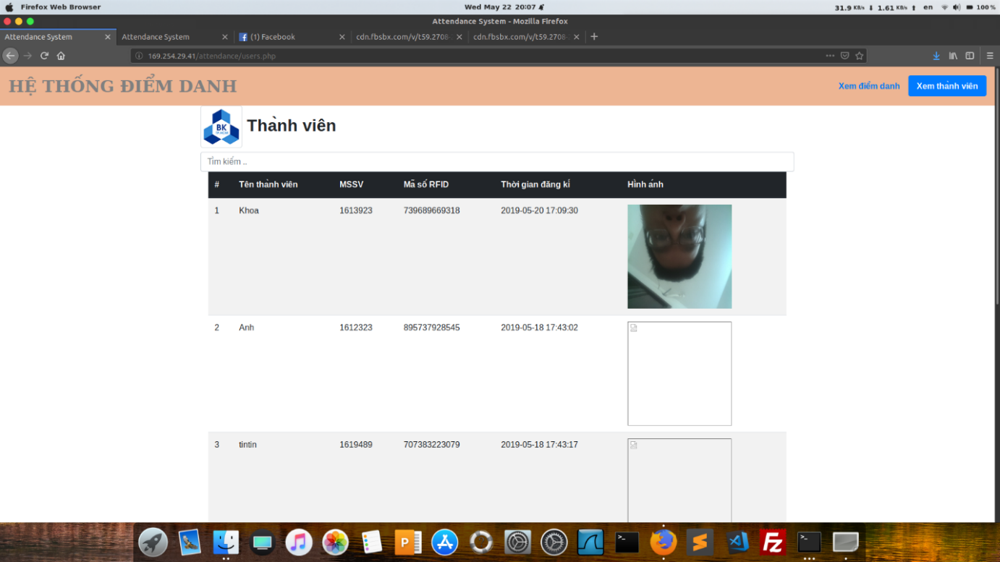 Firefox Web Browser
Wed May 22 20:07
31.9 KB/s 1.61 KB/s en 100%
Attendance System - Mozilla Firefox
Attendance System
Attendance System
(1) Facebook
cdn.fbsbx.com/v/t59.2708-
cdn.fbsbx.com/v/t59.2708-
169.254.29.41/attendance/users.php
HỆ THỐNG ĐIỂM DANH
Xem điểm danh
Xem thành viên
BK
Thành viên
Tìm kiếm ..
# Tên thành viên MSSV Mã số RFID Thời gian đăng kí Hình ảnh
1 Khoa 1613923 739689669318 2019-05-20 17:09:30
2 Anh 1612323 895737928545 2019-05-18 17:43:02
3 tintin 1619489 707383223079 2019-05-18 17:43:17